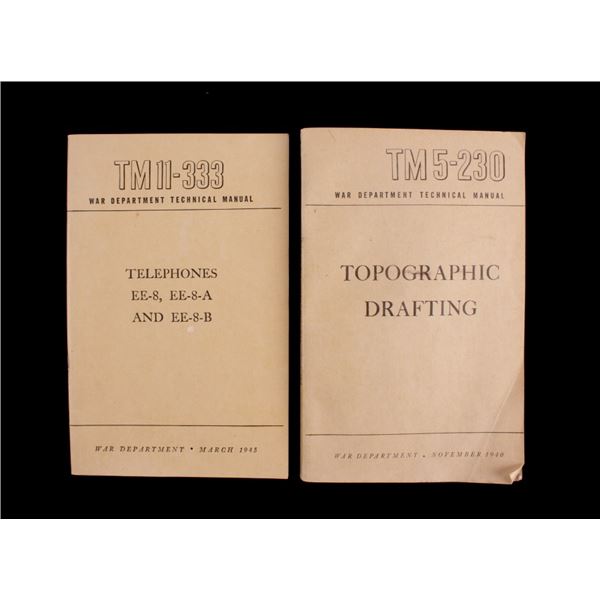 TM 11-333
WAR DEPARTMENT TECHNICAL MANUAL
TELEPHONES
EE-8, EE-8-A
AND EE-8-B
WAR DEPARTMENT • MARCH 1945
TM 5-230
WAR DEPARTMENT TECHNICAL MANUAL
TOPOGRAPHIC
DRAFTING
WAR DEPARTMENT • NOVEMBER 1940